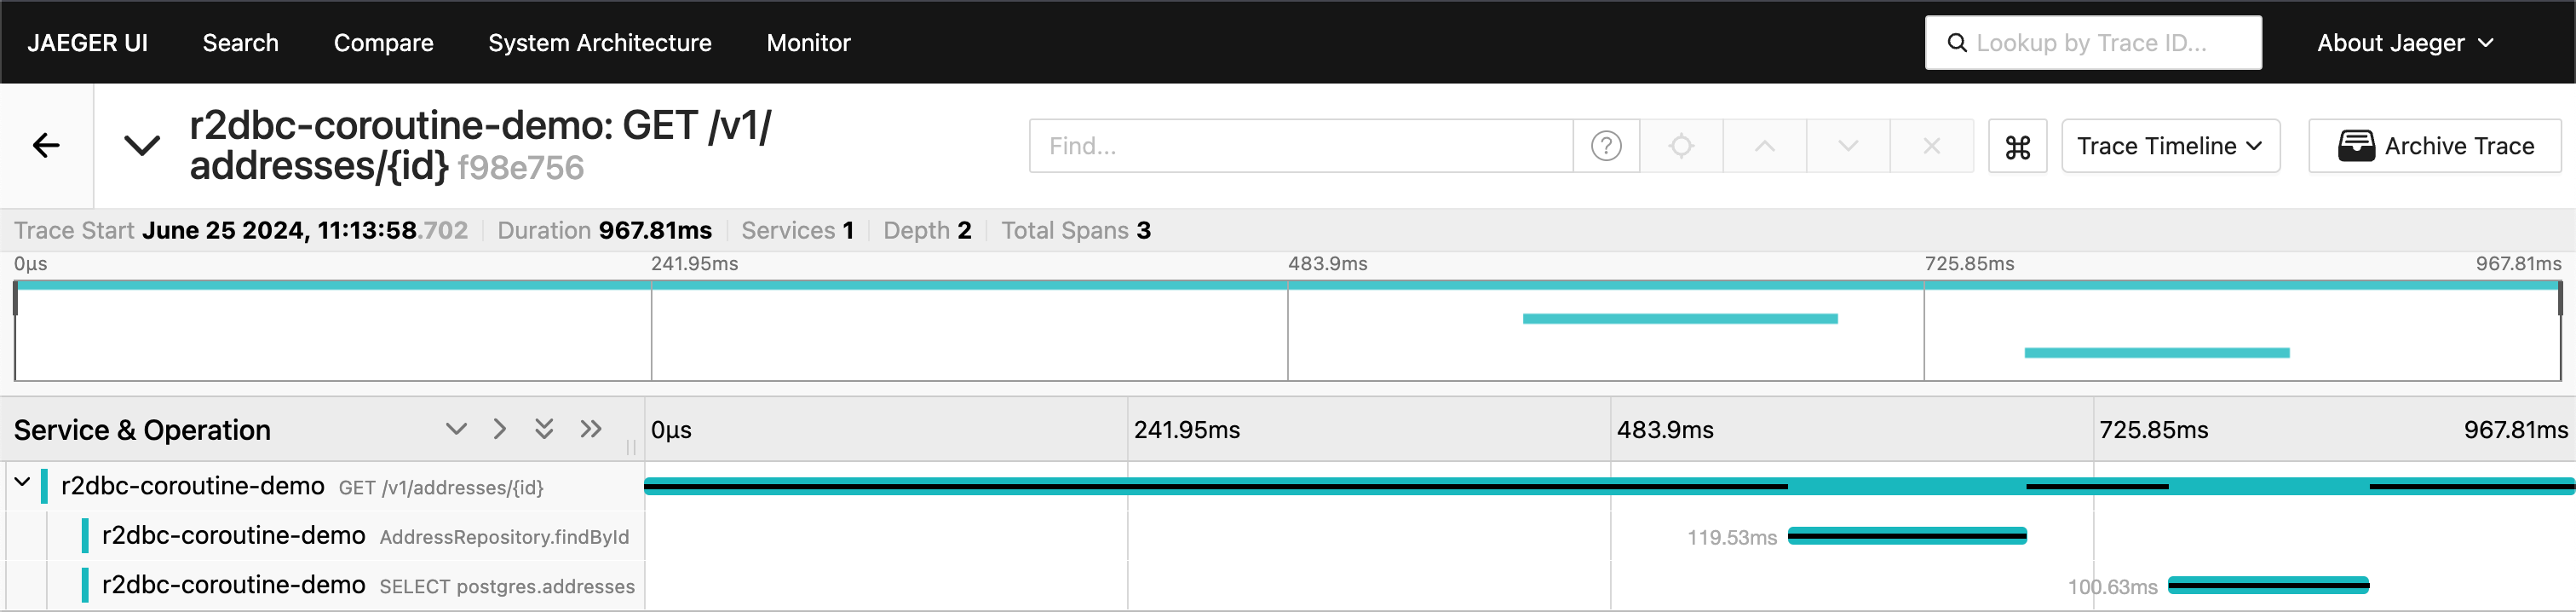 JAEGER UI Search Compare System Architecture Monitor Lookup by Trace ID... About Jaeger
r2dbc-coroutine-demo: GET /v1/
addresses/{id} f98e756
Find... Trace Timeline Archive Trace
Trace Start June 25 2024, 11:13:58.702 Duration 967.81ms Services 1 Depth 2 Total Spans 3
0μs 241.95ms 483.9ms 725.85ms 967.81ms
Service & Operation 0μs 241.95ms 483.9ms 725.85ms 967.81ms
r2dbc-coroutine-demo GET /v1/addresses/{id}
r2dbc-coroutine-demo AddressRepository.findById 119.53ms
r2dbc-coroutine-demo SELECT postgres.addresses 100.63ms